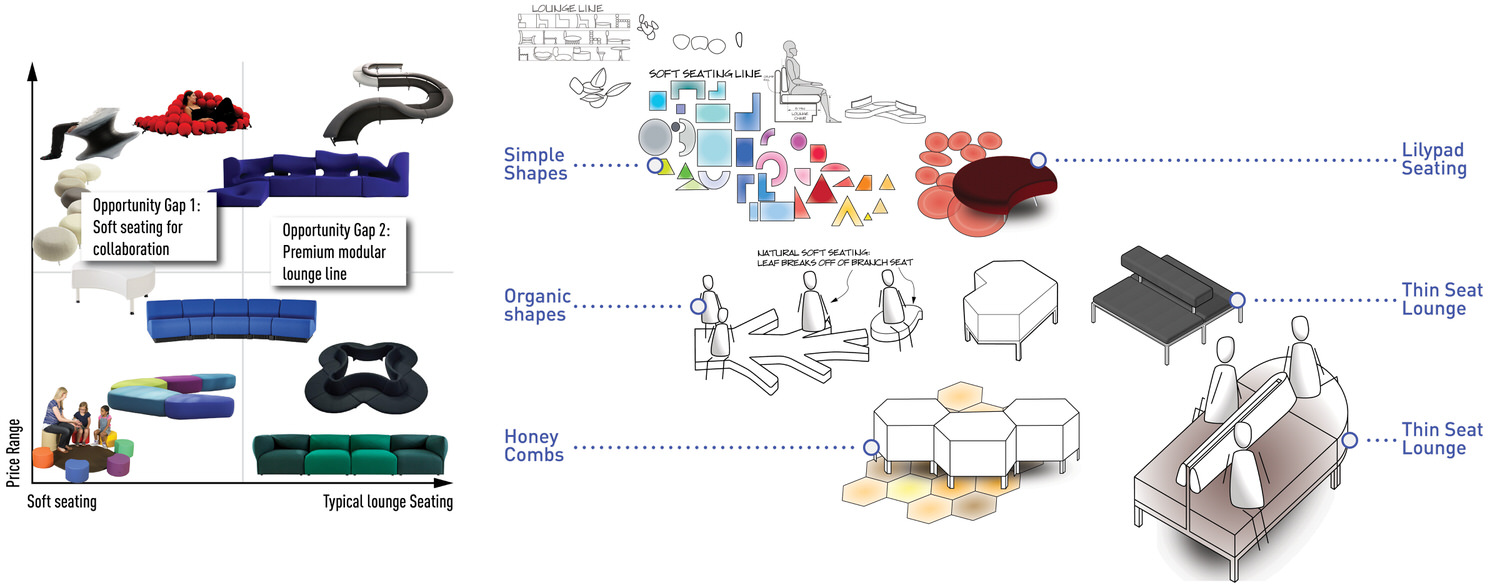 Opportunity Gap 1:
Soft seating for
collaboration
Opportunity Gap 2:
Premium modular
lounge line
Price Range
Soft seating
Typical lounge Seating
LOUNGE LINE
SOFT SEATING LINE
LOUNGE
CHAIR
Simple
Shapes
Lilypad
Seating
NATURAL SOFT SEATING:
LEAF BREAKS OFF OF BRANCH SEAT
Organic
shapes
Thin Seat
Lounge
Honey
Combs
Thin Seat
Lounge